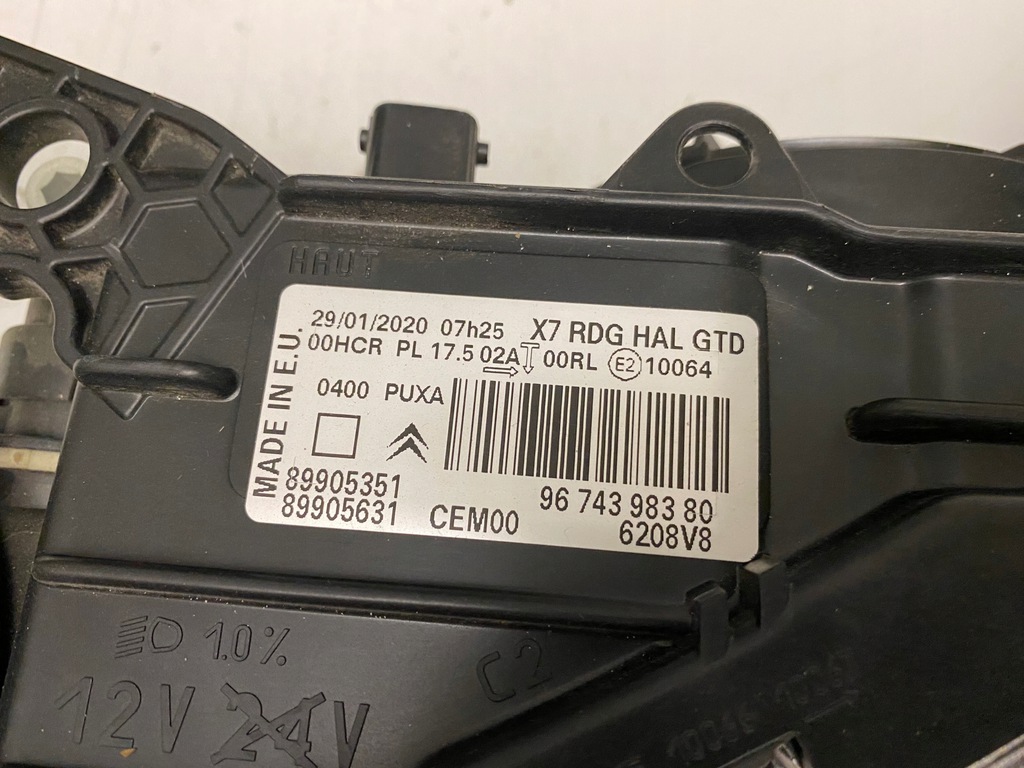 HAUT
29/01/2020 07h25 X7 RDG HAL GTD
00HCR PL 17.5 02A 00RL E2 10064
0400 PUXA
MADE IN E.U.
89905351
96 743 983 80
89905631 CEM00 6208V8
1.0%
C2
12V 24V